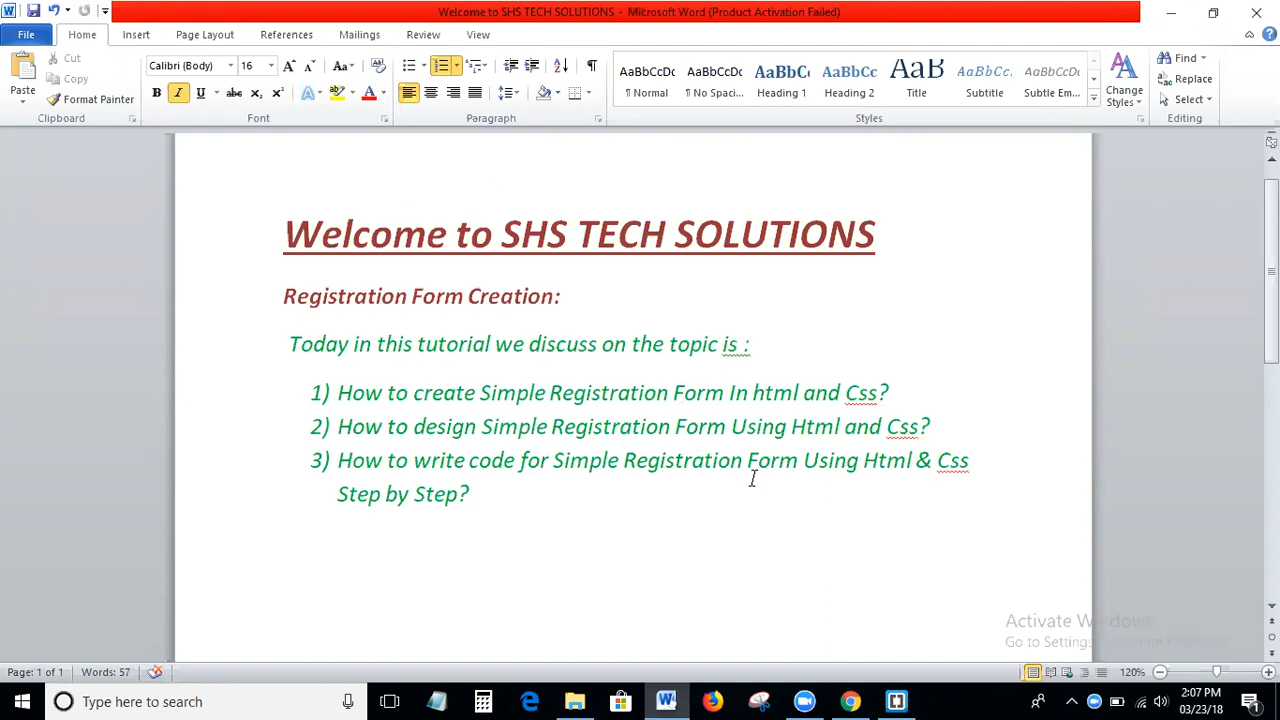 Welcome to SHS TECH SOLUTIONS - Microsoft Word (Product Activation Failed)
File Home Insert Page Layout References Mailings Review View
Cut
Copy
Format Painter
Paste
Clipboard
Calibri (Body) 16
Font
Paragraph
AaBbCcDc AaBbCcDc AaBbC AaBbCc AaB AaBbCc AaBbCcDc
¶ Normal ¶ No Spaci... Heading 1 Heading 2 Title Subtitle Subtle Em...
Change Styles
Styles
Find
Replace
Select
Editing
Welcome to SHS TECH SOLUTIONS
Registration Form Creation:
Today in this tutorial we discuss on the topic is :
1) How to create Simple Registration Form In html and Css?
2) How to design Simple Registration Form Using Html and Css?
3) How to write code for Simple Registration Form Using Html & Css
Step by Step?
Activate Windows
Go to Settings
Page: 1 of 1 Words: 57 120%
Type here to search
2:07 PM
03/23/18